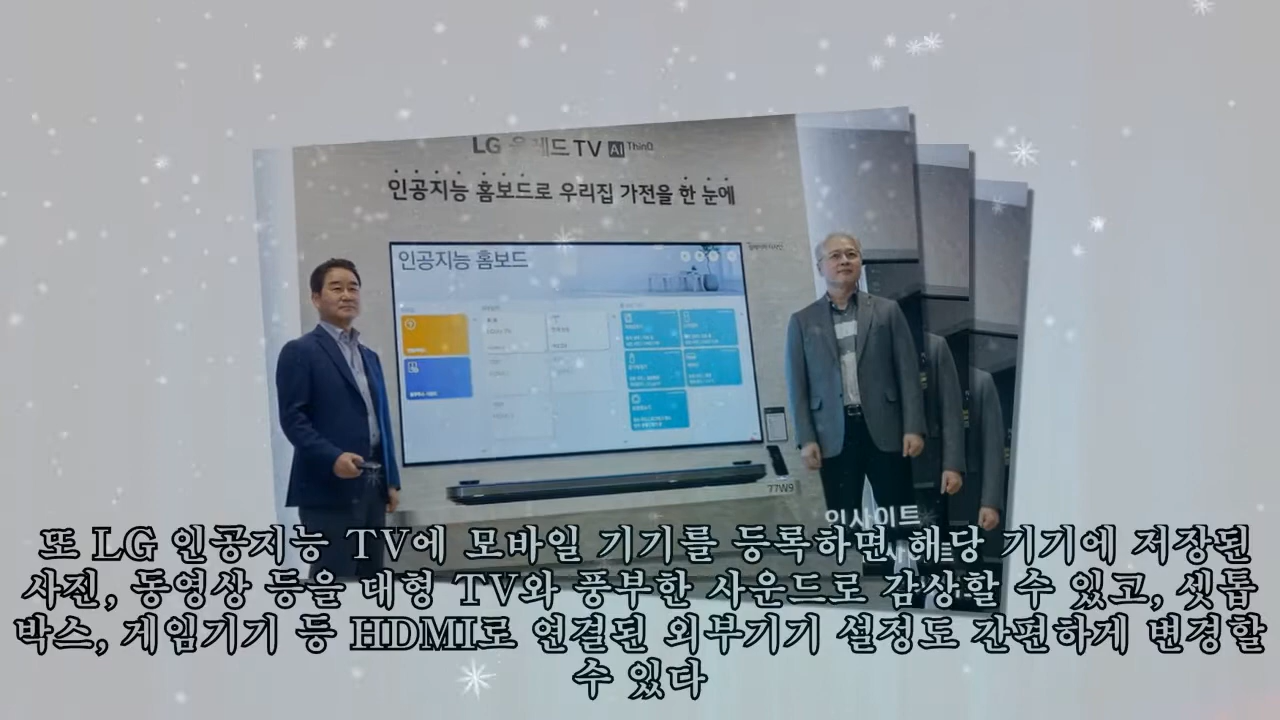 LG 올레드 TV AI ThinQ
인공지능 홈보드로 우리집 가전을 한 눈에
인공지능 홈보드
77W9
인사이트
또 LG 인공지능 TV에 모바일 기기를 등록하면 해당 기기에 저장된
사진, 동영상 등을 대형 TV와 풍부한 사운드로 감상할 수 있고, 셋톱
박스, 게임기기 등 HDMI로 연결된 외부기기 설정도 간편하게 변경할
수 있다